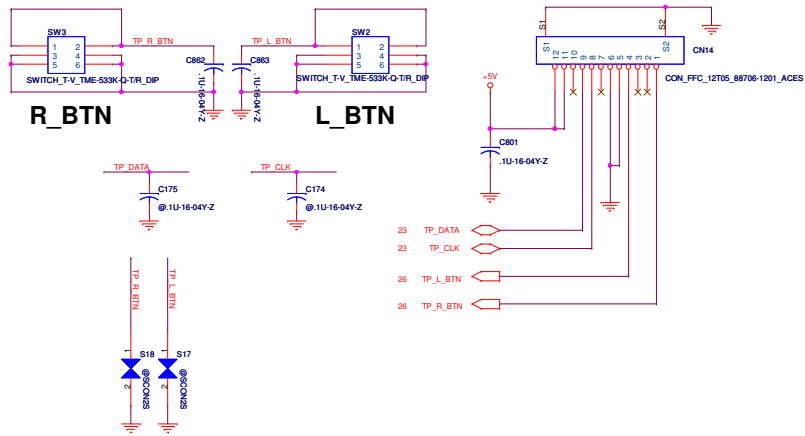 SW3
TP_R_BTN
1 2
3 4
5 6
C862
.1U-16-04Y-Z
SWITCH_T-V_TME-533K-Q-T/R_DIP
R_BTN
TP_L_BTN
C863
.1U-16-04Y-Z
SW2
1 2
3 4
5 6
SWITCH_T-V_TME-533K-Q-T/R_DIP
L_BTN
S1
S2
S1
S2
CN14
12
11
10
9
8
7
6
5
4
3
2
1
CON_FFC_12T05_88706-1201_ACES
+5V
C801
.1U-16-04Y-Z
TP_DATA
C175
@.1U-16-04Y-Z
TP_CLK
C174
@.1U-16-04Y-Z
23 TP_DATA
23 TP_CLK
26 TP_L_BTN
26 TP_R_BTN
TP_R_BTN
TP_L_BTN
1
S18
@SCON2S
2
1
S17
@SCON2S
2